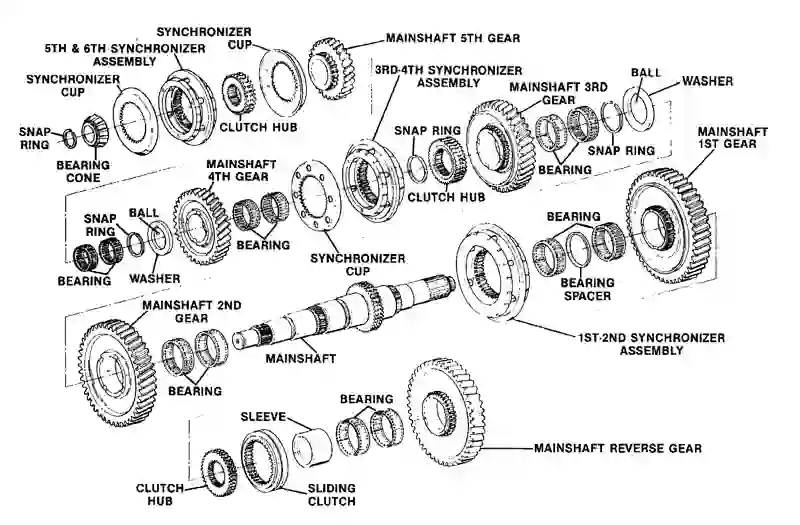 SYNCHRONIZER
CUP
MAINSHAFT 5TH GEAR
5TH & 6TH SYNCHRONIZER
ASSEMBLY
SYNCHRONIZER
CUP
3RD-4TH SYNCHRONIZER
ASSEMBLY
MAINSHAFT 3RD
GEAR
BALL
WASHER
SNAP
RING
BEARING
CONE
CLUTCH HUB
SNAP RING
CLUTCH HUB
BEARING
SNAP RING
MAINSHAFT
1ST GEAR
MAINSHAFT
4TH GEAR
SNAP
RING
BALL
BEARING
WASHER
BEARING
SYNCHRONIZER
CUP
BEARING
BEARING
SPACER
MAINSHAFT 2ND
GEAR
MAINSHAFT
1ST-2ND SYNCHRONIZER
ASSEMBLY
BEARING
SLEEVE
BEARING
MAINSHAFT REVERSE GEAR
CLUTCH
HUB
SLIDING
CLUTCH